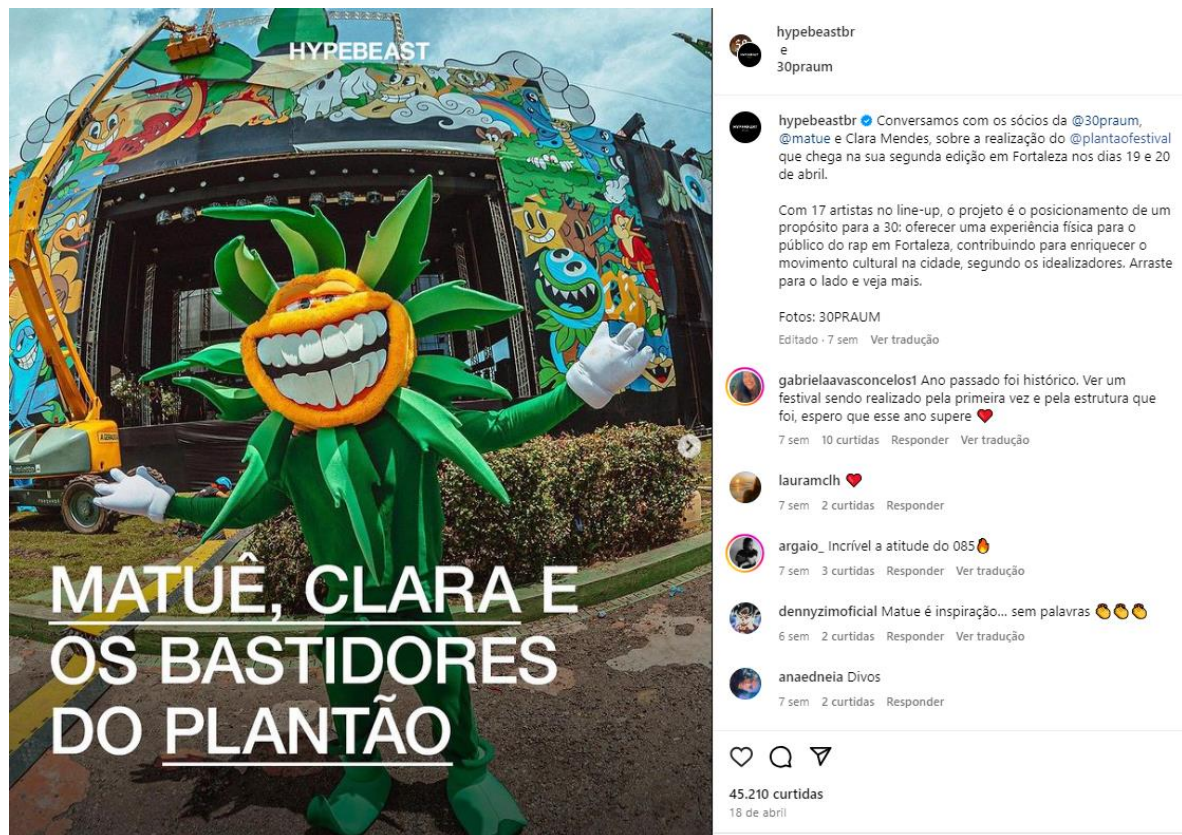 HYPEBEAST
MATUÊ, CLARA E
OS BASTIDORES
DO PLANTÃO
hypebeastbr
e
30praum
hypebeastbr Conversamos com os sócios da @30praum,
@matue e Clara Mendes, sobre a realização do @plantaofestival
que chega na sua segunda edição em Fortaleza nos dias 19 e 20
de abril.
Com 17 artistas no line-up, o projeto é o posicionamento de um
propósito para a 30: oferecer uma experiência física para o
público do rap em Fortaleza, contribuindo para enriquecer o
movimento cultural na cidade, segundo os idealizadores. Arraste
para o lado e veja mais.
Fotos: 30PRAUM
Editado · 7 sem Ver tradução
gabrielaavasconcelos1 Ano passado foi histórico. Ver um
festival sendo realizado pela primeira vez e pela estrutura que
foi, espero que esse ano supere ❤️
7 sem 10 curtidas Responder Ver tradução
lauramclh ❤️
7 sem 2 curtidas Responder
argaio_ Incrível a atitude do 085🔥
7 sem 3 curtidas Responder Ver tradução
dennyzimoficial Matue é inspiração... sem palavras 👏👏👏
6 sem 2 curtidas Responder Ver tradução
anaedneia Divos
7 sem 2 curtidas Responder
45.210 curtidas
18 de abril